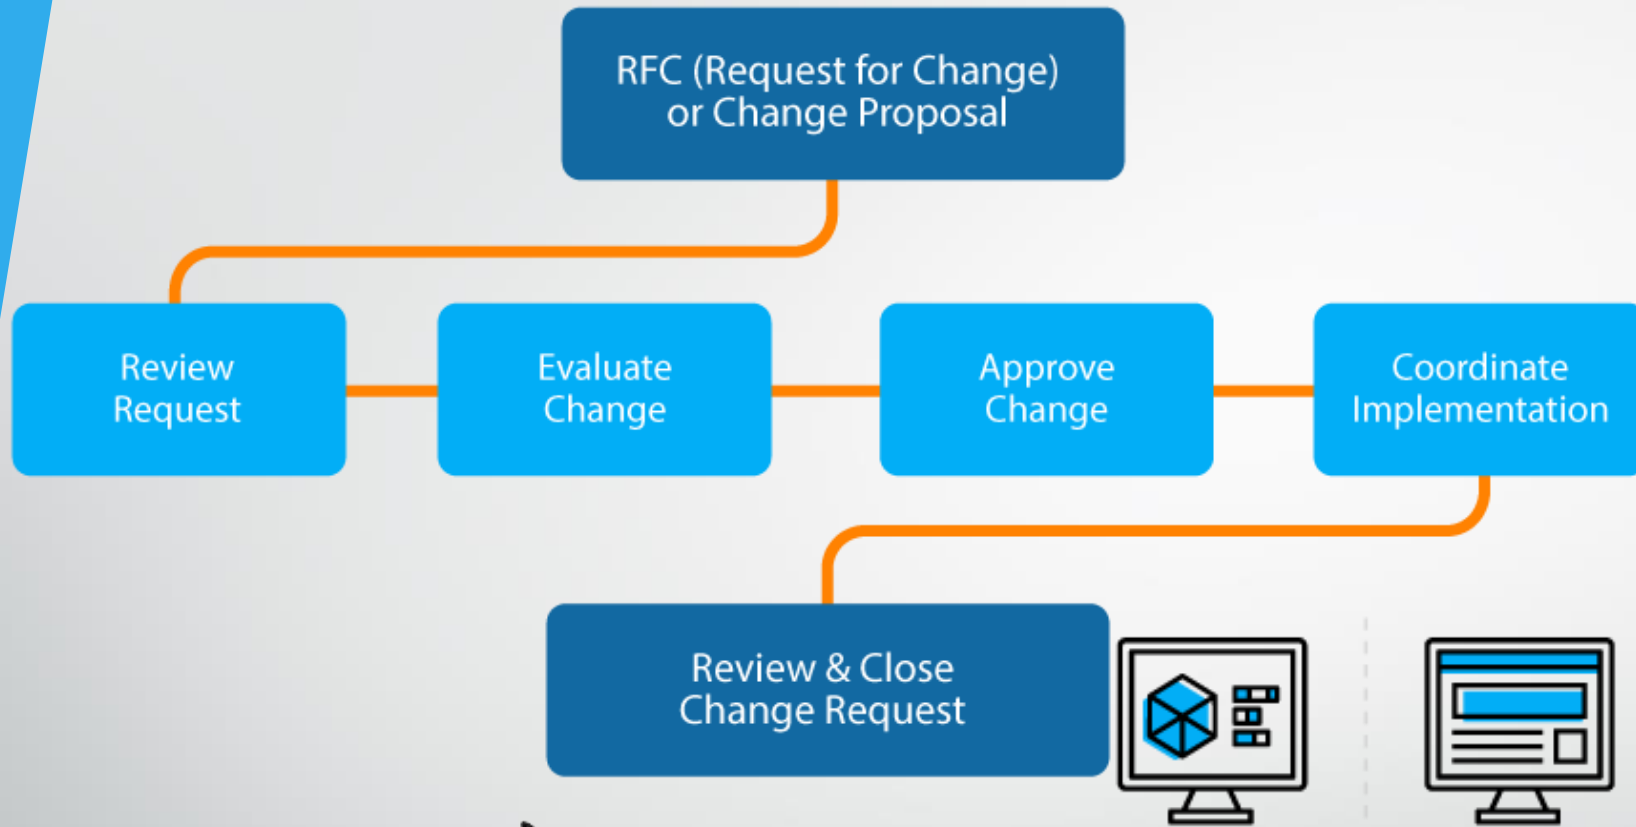 RFC (Request for Change)
or Change Proposal
Review
Request
Evaluate
Change
Approve
Change
Coordinate
Implementation
Review & Close
Change Request